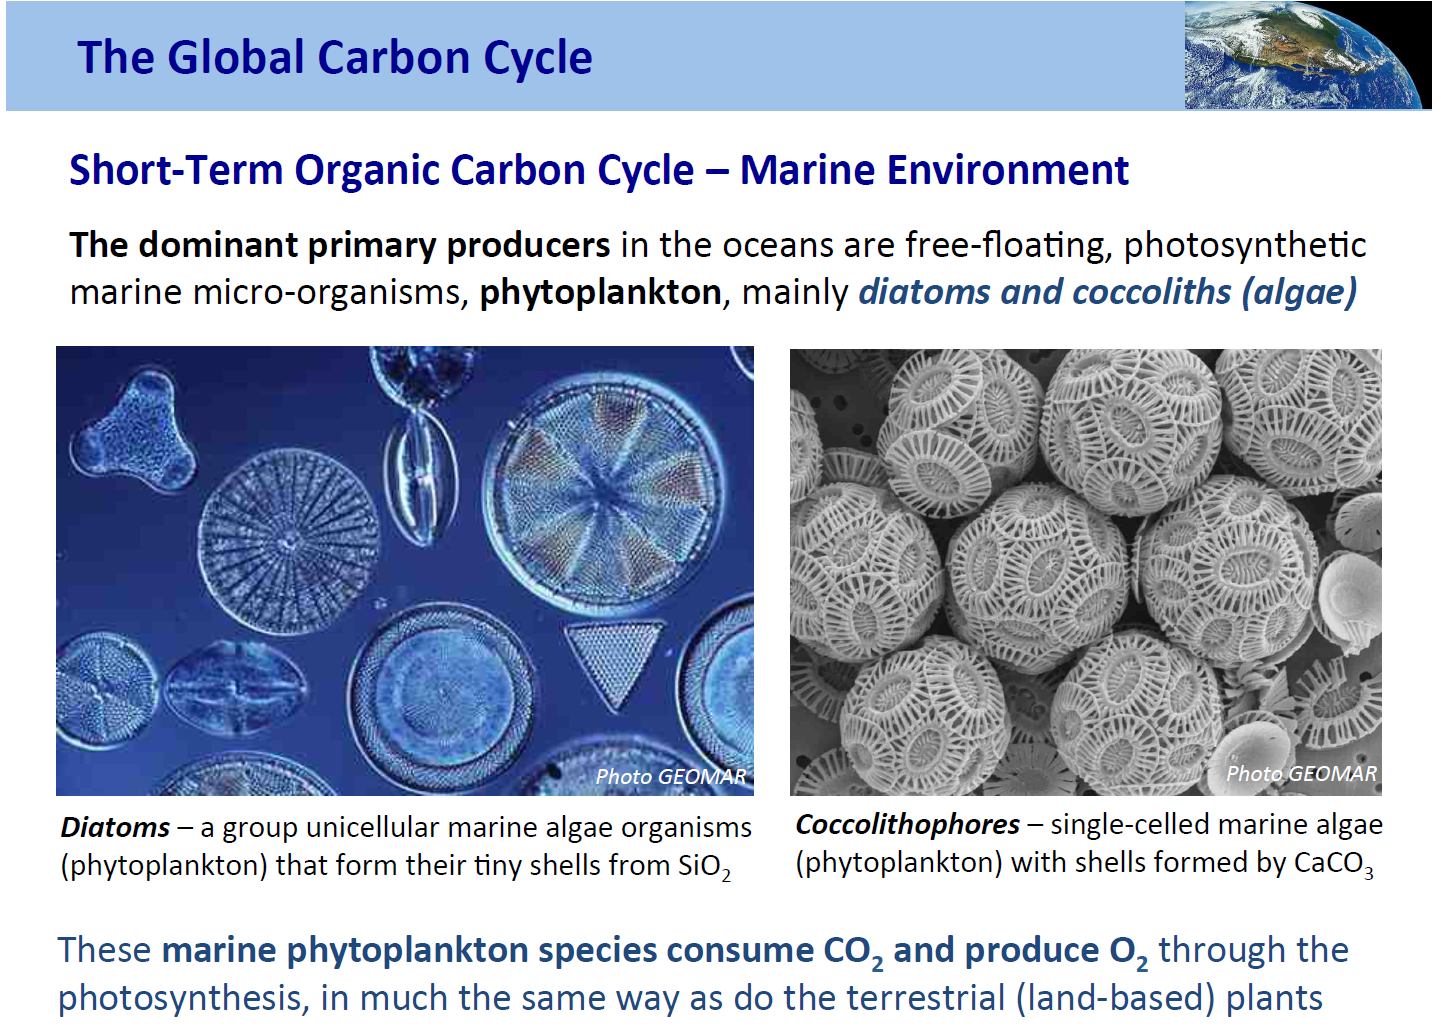 The Global Carbon Cycle
Short-Term Organic Carbon Cycle – Marine Environment
The dominant primary producers in the oceans are free-floating, photosynthetic
marine micro-organisms, phytoplankton, mainly diatoms and coccoliths (algae)
Photo GEOMAR
Photo GEOMAR
Diatoms – a group unicellular marine algae organisms
(phytoplankton) that form their tiny shells from SiO₂
Coccolithophores – single-celled marine algae
(phytoplankton) with shells formed by CaCO₃
These marine phytoplankton species consume CO₂ and produce O₂ through the
photosynthesis, in much the same way as do the terrestrial (land-based) plants